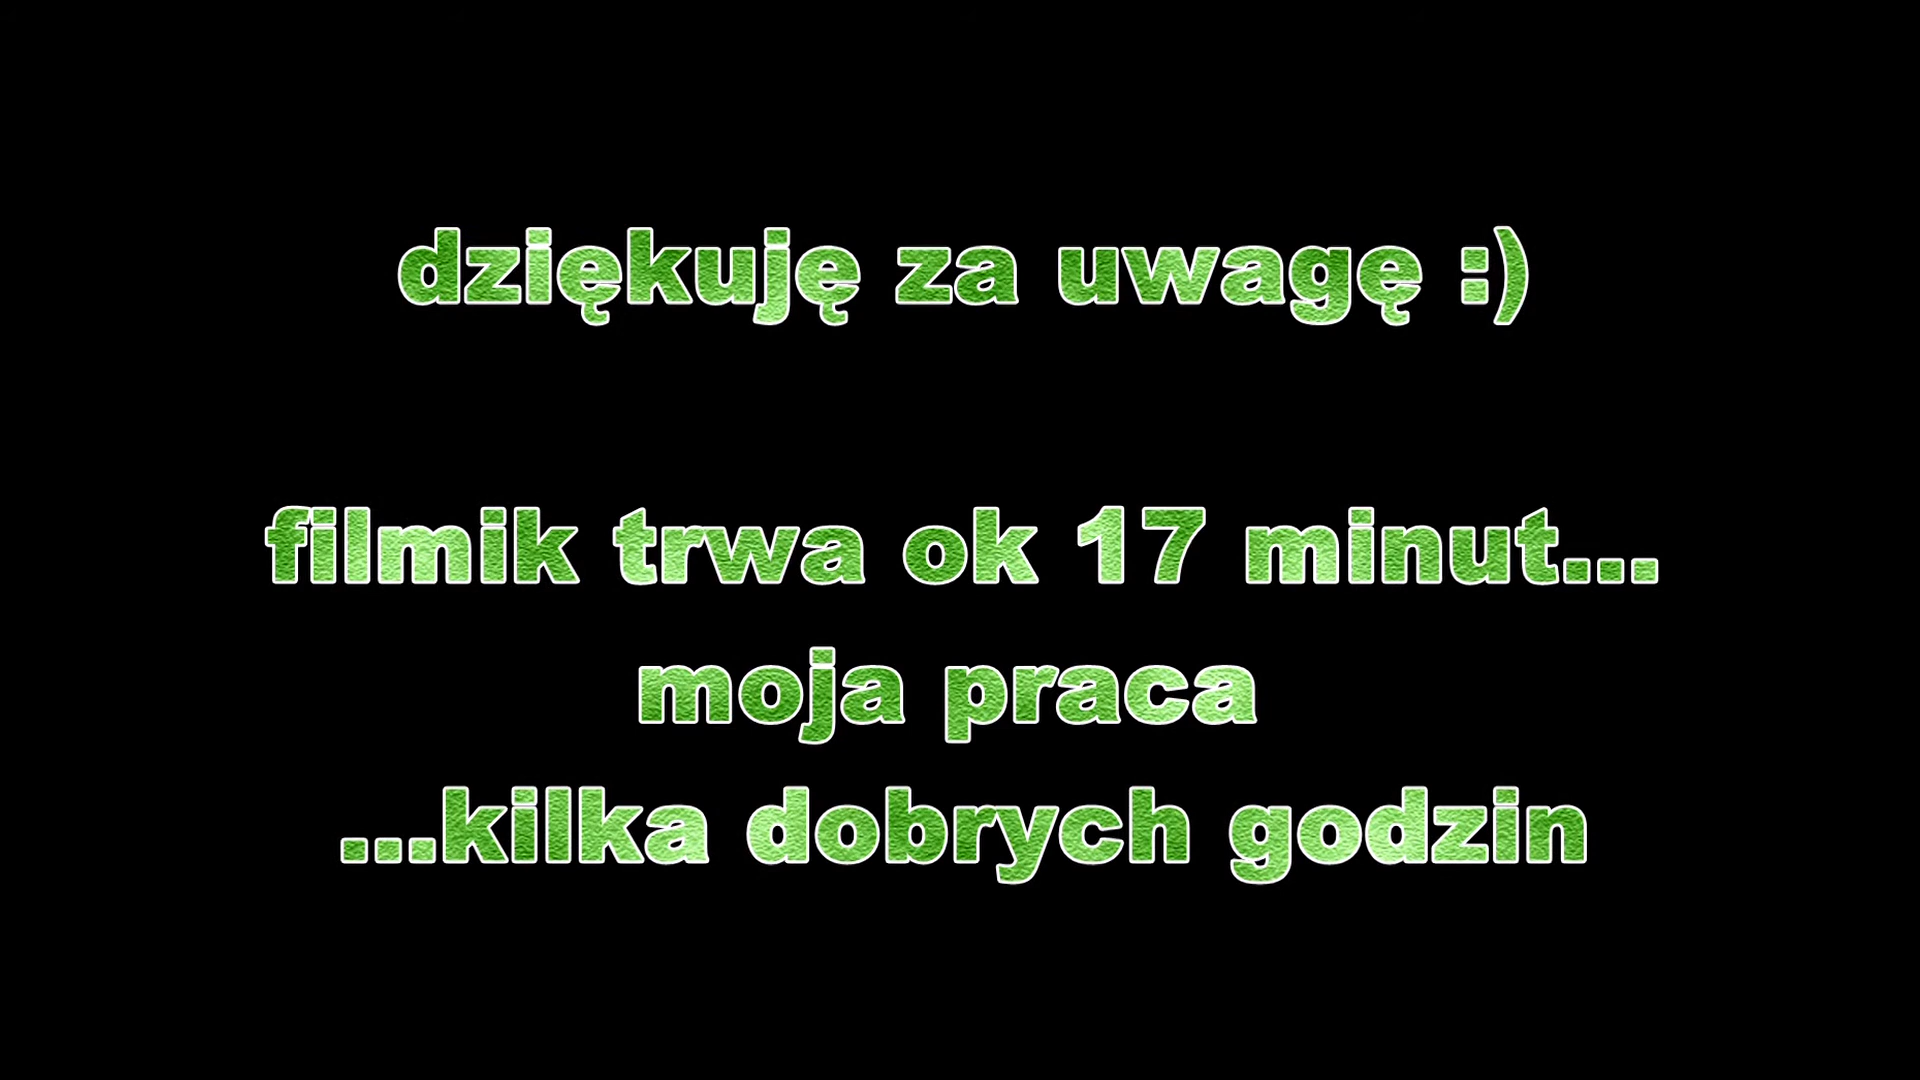 dziękuję za uwagę :)
filmik trwa ok 17 minut...
moja praca
...kilka dobrych godzin